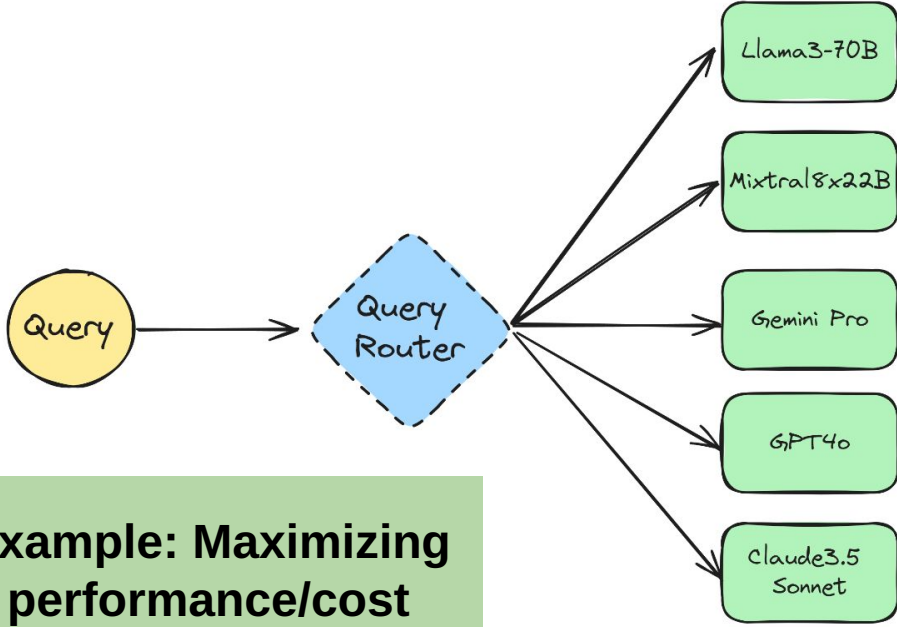 Llama3-70B
Mixtral8x22B
Query
Query
Router
Gemini Pro
GPT4o
Claude3.5
Sonnet
xample: Maximizing
performance/cost